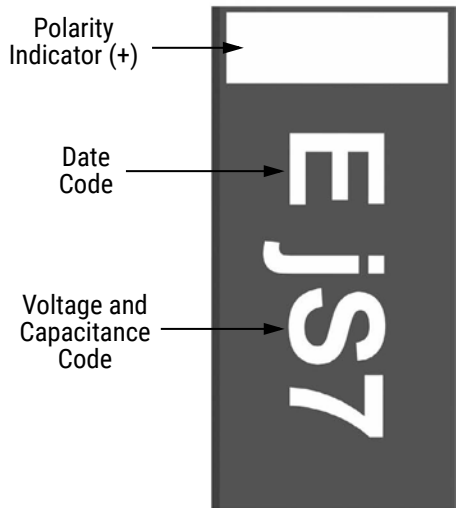 Polarity
Indicator (+)
Date
Code
Voltage and
Capacitance
Code
E jS7